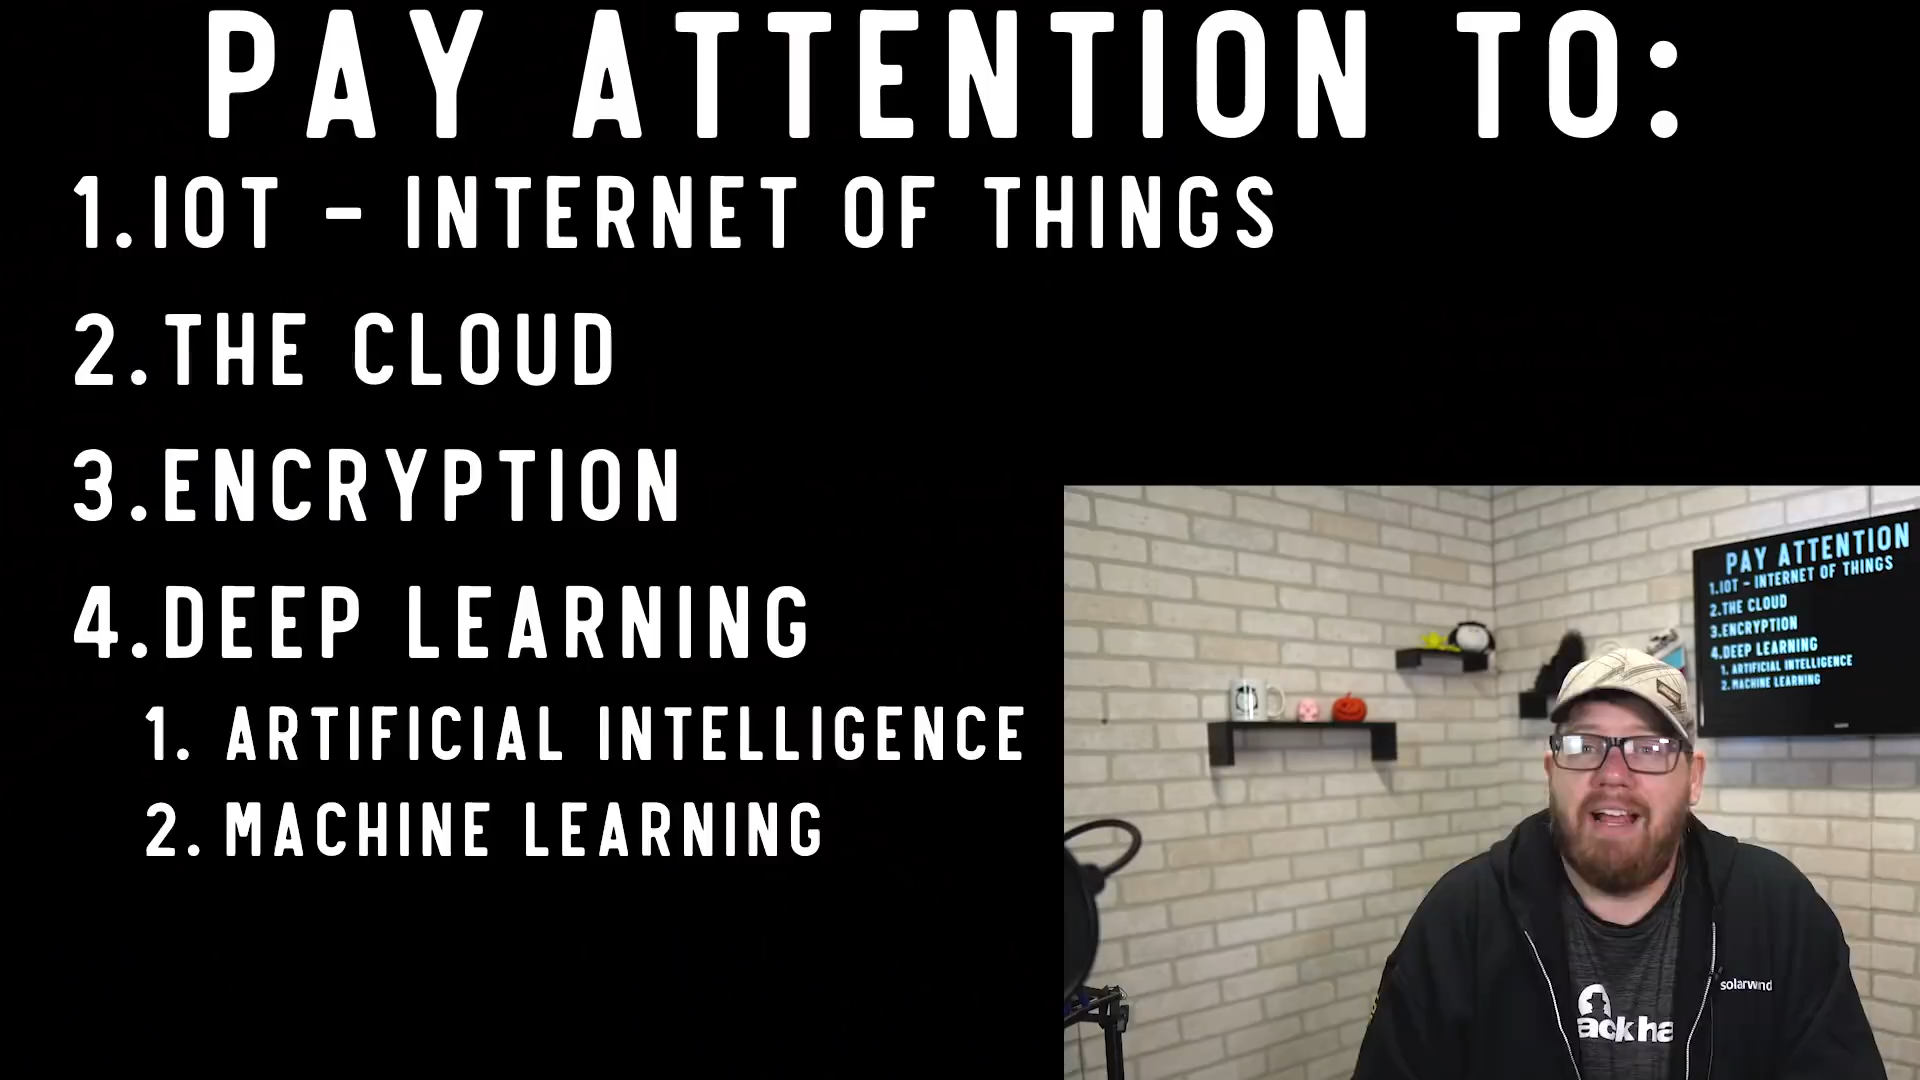 PAY ATTENTION TO:
1.IOT - INTERNET OF THINGS
2.THE CLOUD
3.ENCRYPTION
4.DEEP LEARNING
1. ARTIFICIAL INTELLIGENCE
2. MACHINE LEARNING
PAY ATTENTION
1.IOT - INTERNET OF THINGS
2.THE CLOUD
3.ENCRYPTION
4.DEEP LEARNING
1. ARTIFICIAL INTELLIGENCE
2. MACHINE LEARNING
solarwind
ackha